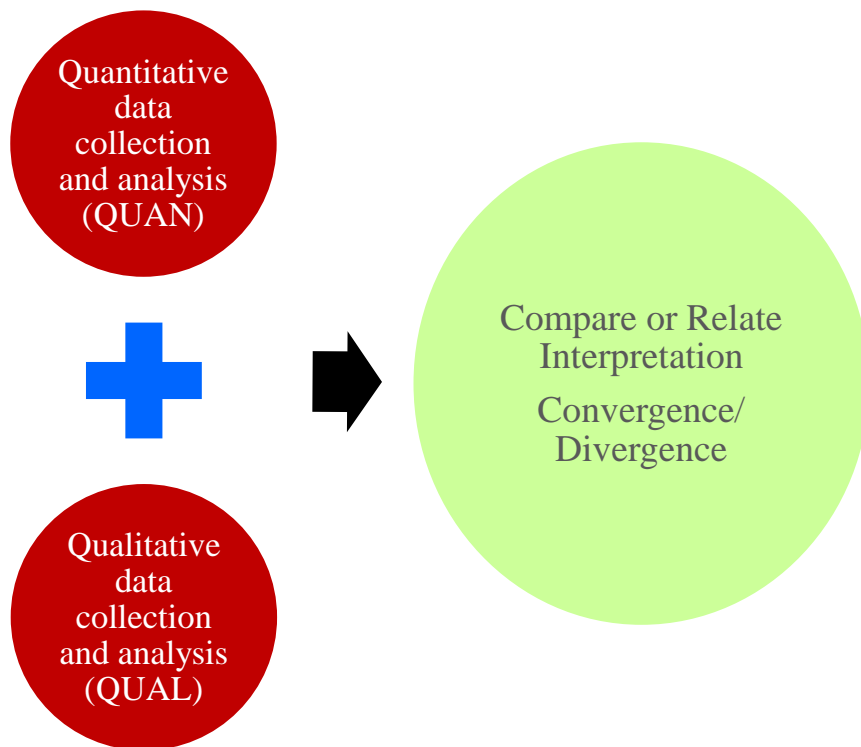 Quantitative
data
collection
and analysis
(QUAN)
Compare or Relate
Interpretation
Convergence/
Divergence
Qualitative
data
collection
and analysis
(QUAL)